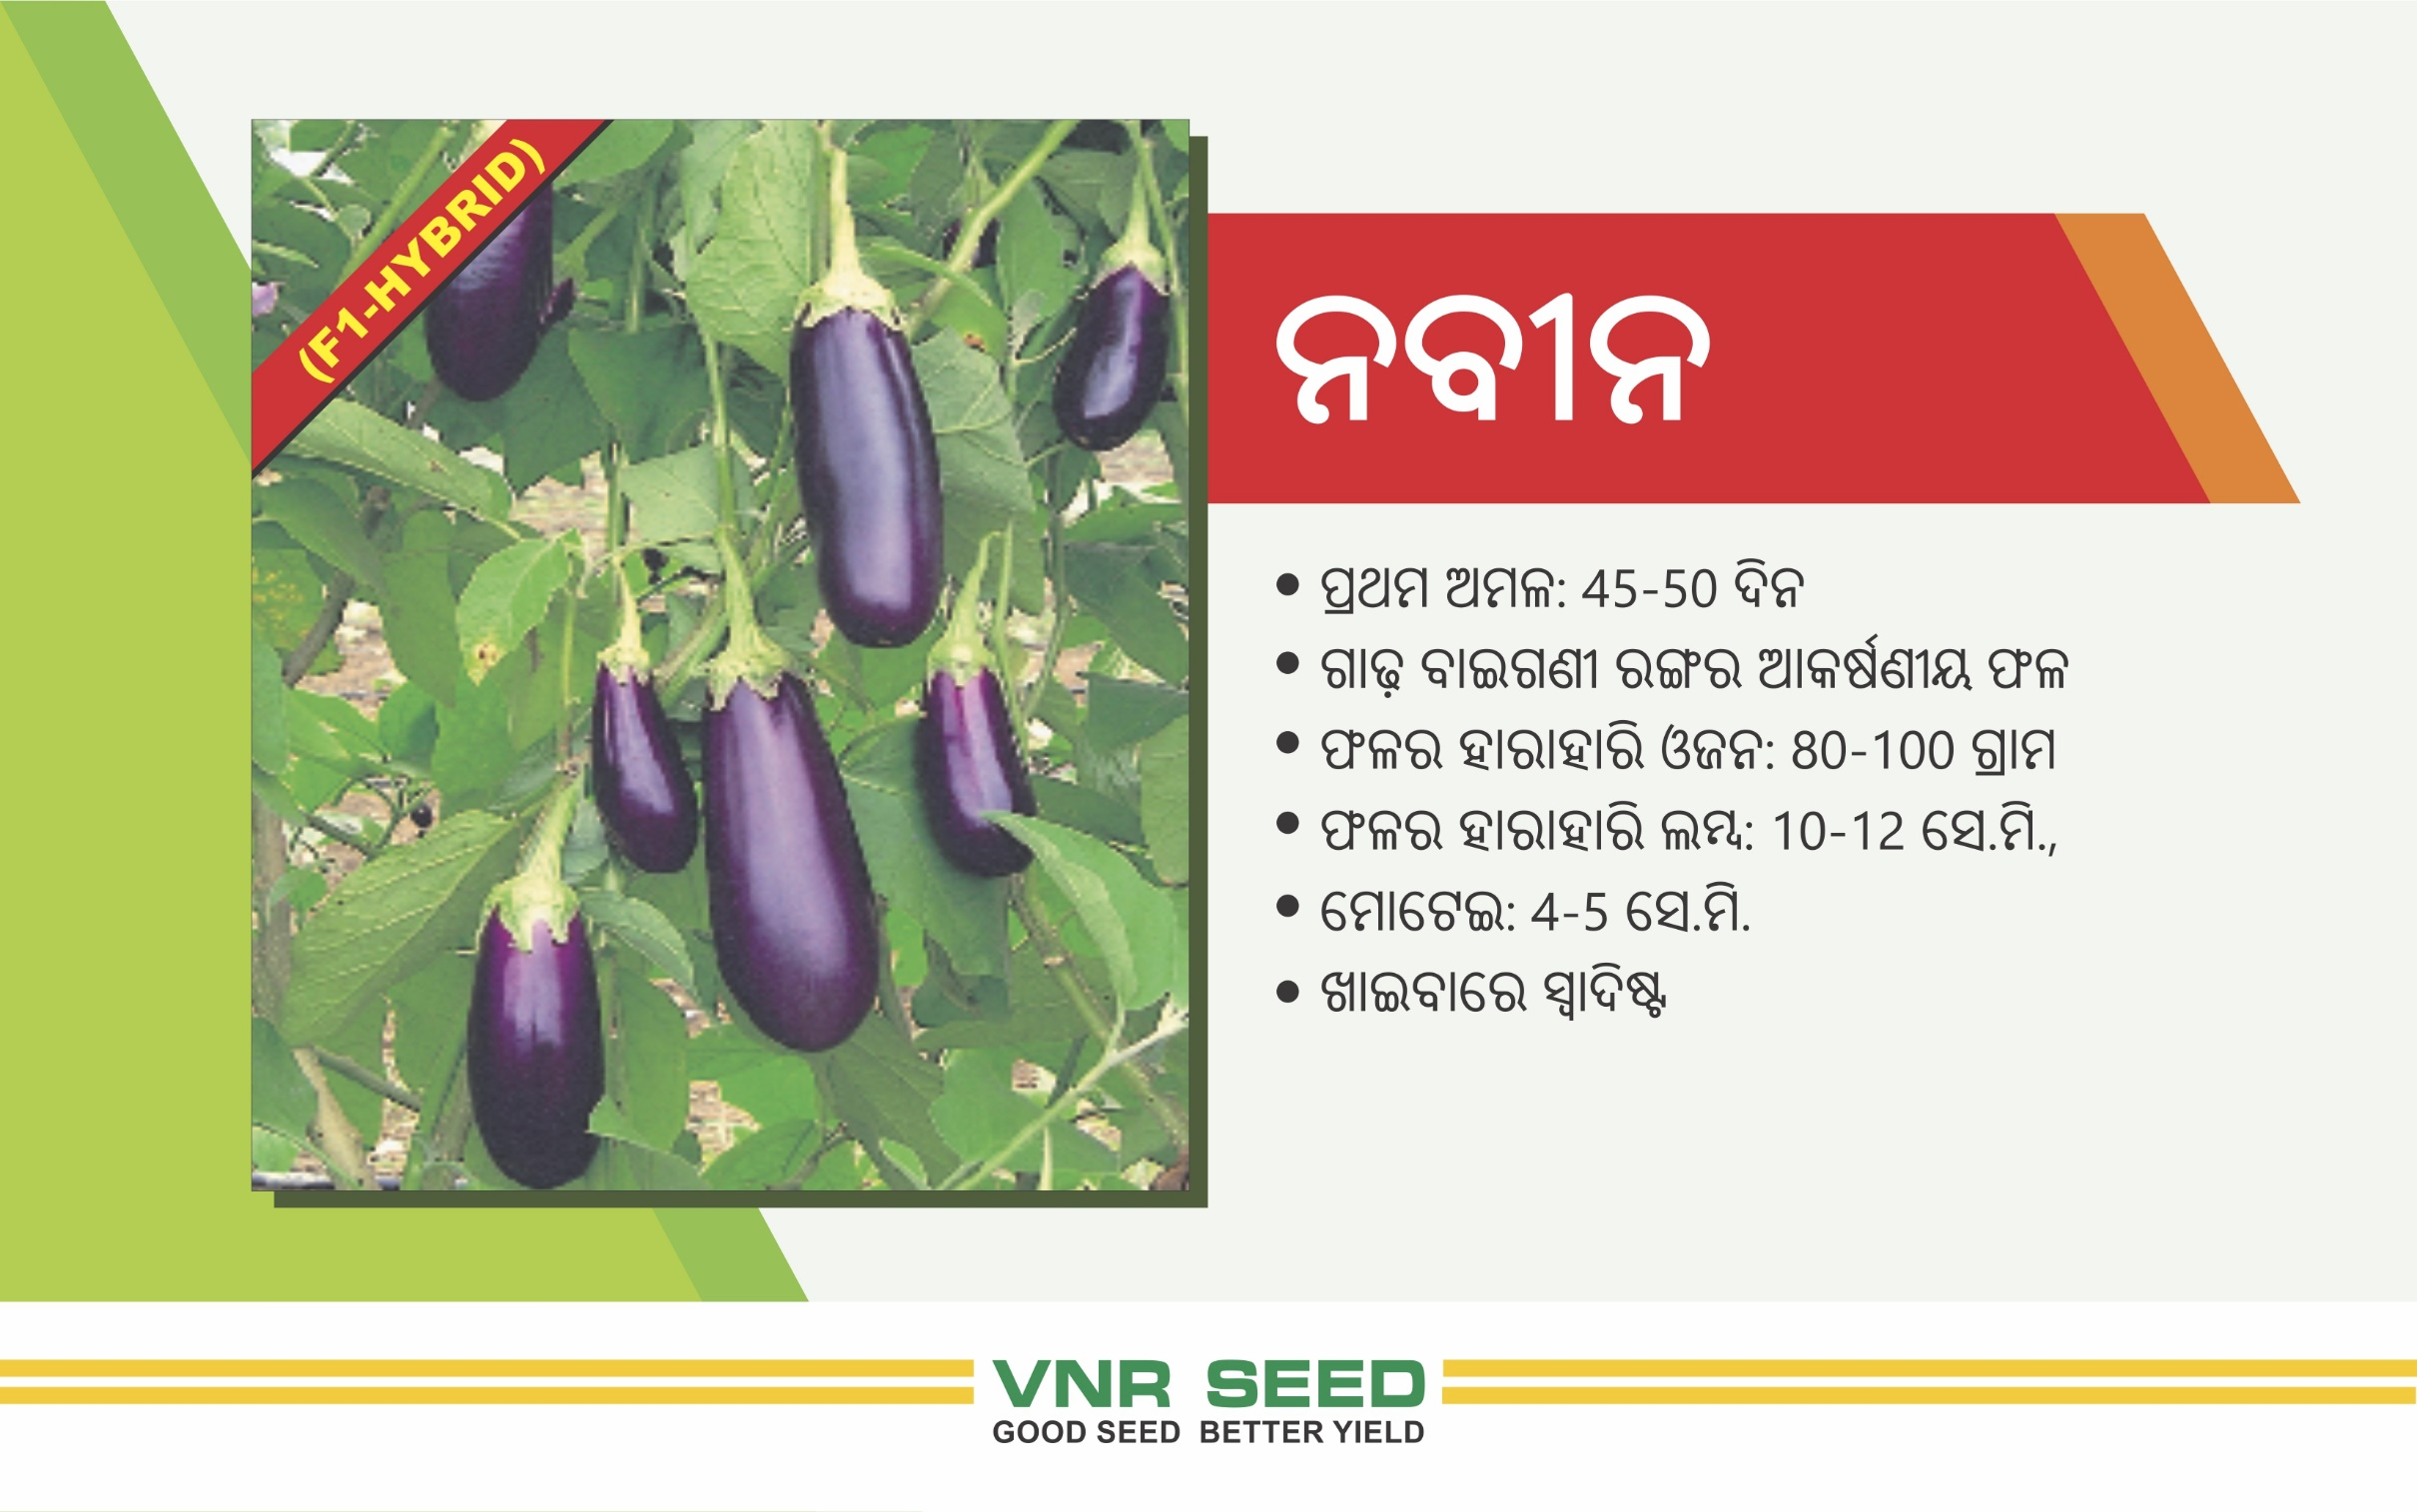 (F1-HYBRID)
ନବୀନ
• ପ୍ରଥମ ଅମଳ: 45-50 ଦିନ
• ଗାଢ଼ ବାଇଗଣୀ ରଙ୍ଗର ଆକର୍ଷଣୀୟ ଫଳ
• ଫଳର ହାରାହାରି ଓଜନ: 80-100 ଗ୍ରାମ
• ଫଳର ହାରାହାରି ଲମ୍ବ: 10-12 ସେ.ମି.,
• ମୋଟେଇ: 4-5 ସେ.ମି.
• ଖାଇବାରେ ସ୍ୱାଦିଷ୍ଟ
VNR SEED
GOOD SEED BETTER YIELD